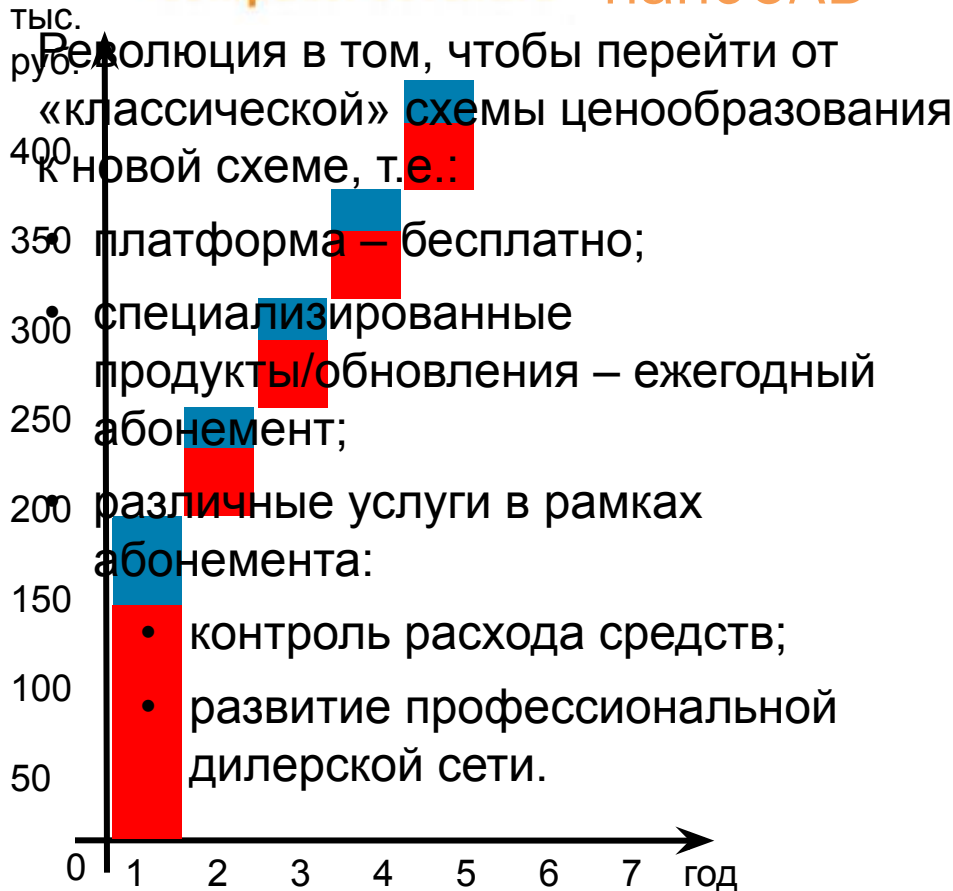 nanoCAD
тыс.
руб.
Революция в том, чтобы перейти от
«классической» схемы ценообразования
к новой схеме, т.е.:
• платформа – бесплатно;
• специализированные
продукты/обновления – ежегодный
абонемент;
• различные услуги в рамках
абонемента:
• контроль расхода средств;
• развитие профессиональной
дилерской сети.
400
350
300
250
200
150
100
50
0 1 2 3 4 5 6 7 год